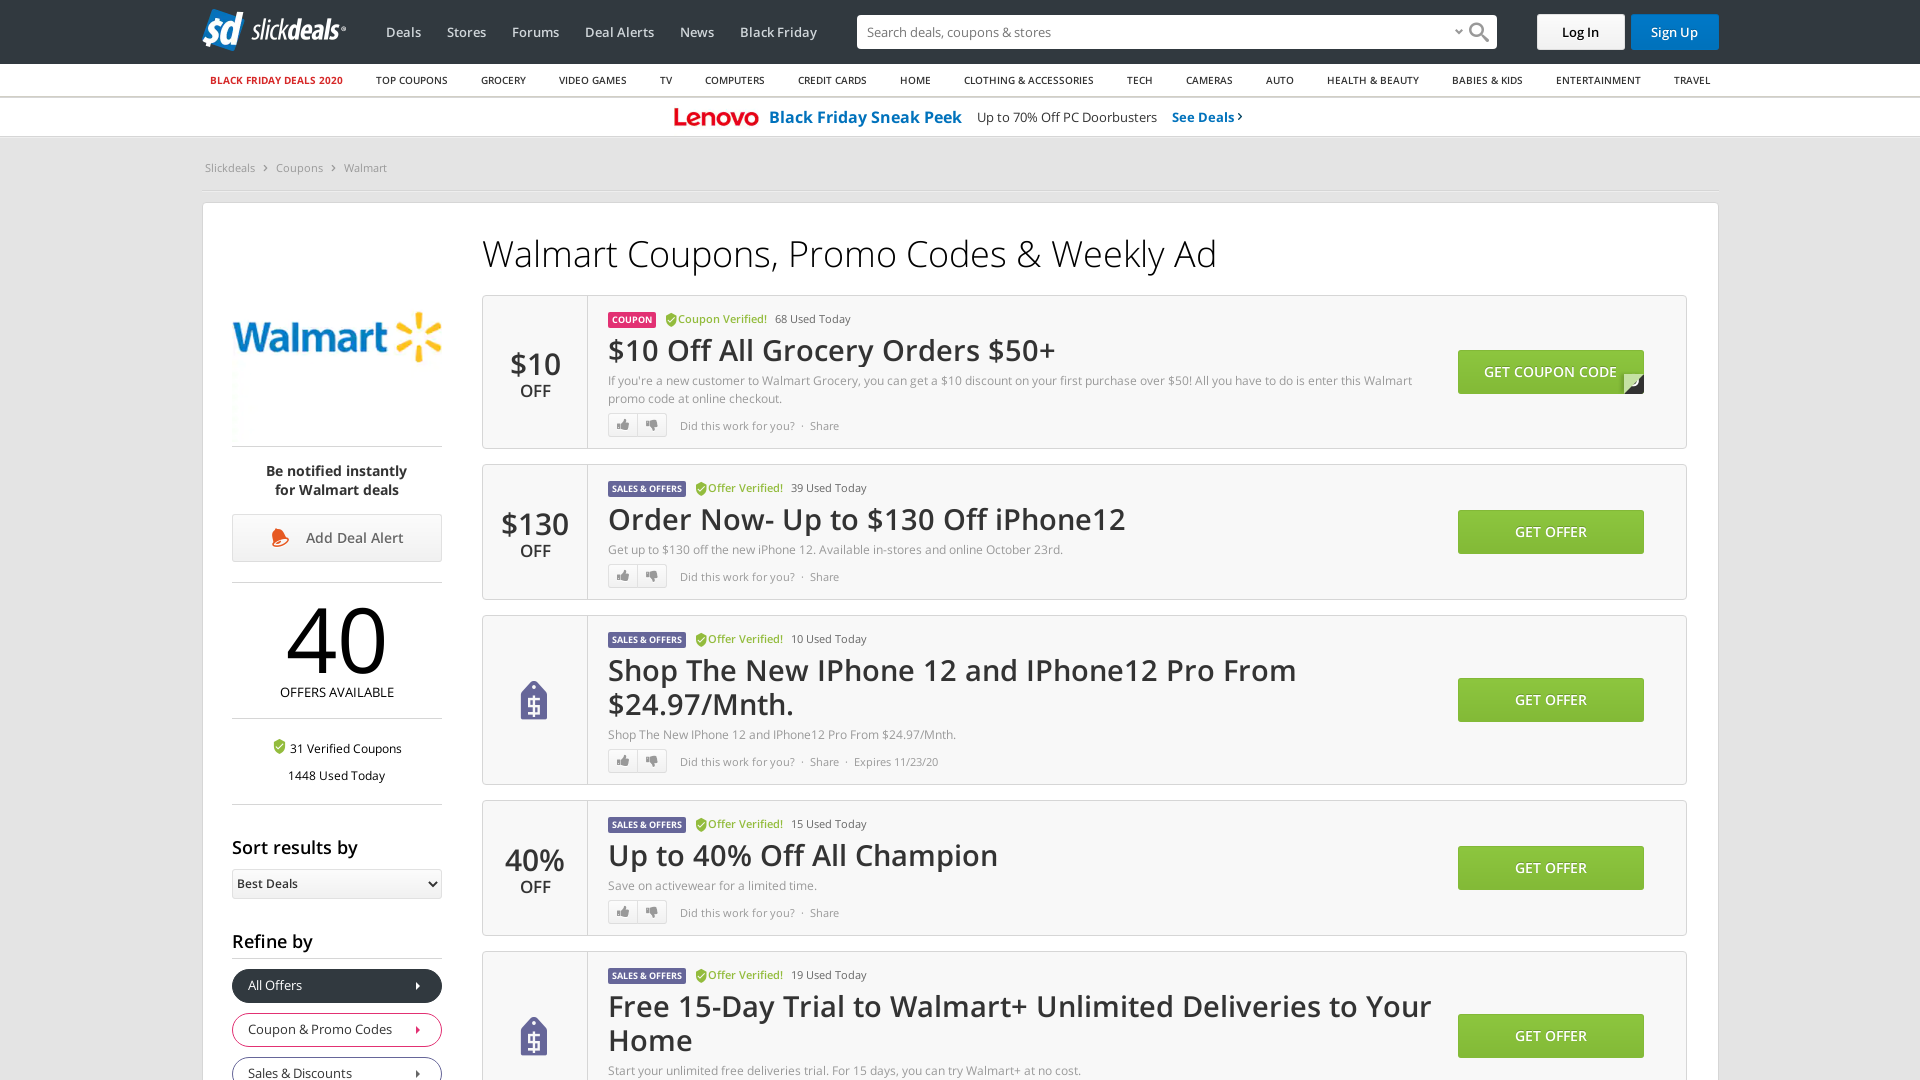 sd slickdeals
Deals Stores Forums Deal Alerts News Black Friday
Search deals, coupons & stores
Log In Sign Up
BLACK FRIDAY DEALS 2020 TOP COUPONS GROCERY VIDEO GAMES TV COMPUTERS CREDIT CARDS HOME CLOTHING & ACCESSORIES TECH CAMERAS AUTO HEALTH & BEAUTY BABIES & KIDS ENTERTAINMENT TRAVEL
Lenovo Black Friday Sneak Peek Up to 70% Off PC Doorbusters See Deals
Slickdeals > Coupons > Walmart
Walmart
Be notified instantly
for Walmart deals
Add Deal Alert
40
OFFERS AVAILABLE
31 Verified Coupons
1448 Used Today
Sort results by
Best Deals
Refine by
All Offers
Coupon & Promo Codes
Sales & Discounts
Walmart Coupons, Promo Codes & Weekly Ad
$10
OFF
COUPON Coupon Verified! 68 Used Today
$10 Off All Grocery Orders $50+
If you're a new customer to Walmart Grocery, you can get a $10 discount on your first purchase over $50! All you have to do is enter this Walmart
promo code at online checkout.
Did this work for you? · Share
GET COUPON CODE
$130
OFF
SALES & OFFERS Offer Verified! 39 Used Today
Order Now- Up to $130 Off iPhone12
Get up to $130 off the new iPhone 12. Available in-stores and online October 23rd.
Did this work for you? · Share
GET OFFER
SALES & OFFERS Offer Verified! 10 Used Today
Shop The New IPhone 12 and IPhone12 Pro From
$24.97/Mnth.
Shop The New IPhone 12 and IPhone12 Pro From $24.97/Mnth.
Did this work for you? · Share · Expires 11/23/20
GET OFFER
40%
OFF
SALES & OFFERS Offer Verified! 15 Used Today
Up to 40% Off All Champion
Save on activewear for a limited time.
Did this work for you? · Share
GET OFFER
SALES & OFFERS Offer Verified! 19 Used Today
Free 15-Day Trial to Walmart+ Unlimited Deliveries to Your
Home
Start your unlimited free deliveries trial. For 15 days, you can try Walmart+ at no cost.
GET OFFER